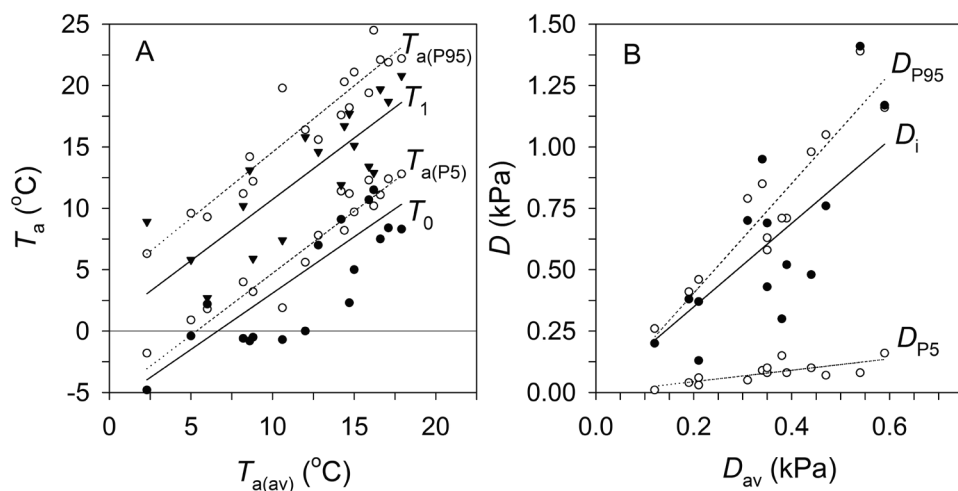 A
25
20
15
10
5
0
-5
0
5
10
15
20
Tₐ (°C)
Tₐ₍ₐᵥ₎ (°C)
Tₐ₍P95₎
T₁
Tₐ₍P5₎
T₀
B
1.50
1.25
1.00
0.75
0.50
0.25
0.00
0.0
0.2
0.4
0.6
D (kPa)
Dₐᵥ (kPa)
D_P95
Dᵢ
D_P5